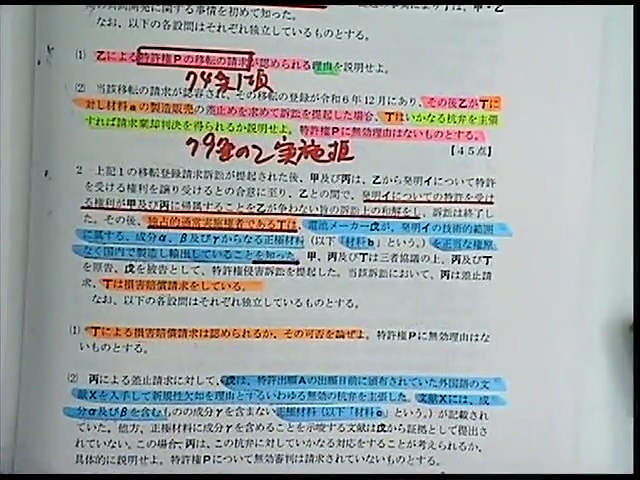 なお、以下の各設問はそれぞれ独立しているものとする。
(1) 乙による特許権Pの移転の請求が認められる理由を説明せよ。
74条1項
(2) 当該移転の請求が認容され、その移転の登録が令和6年12月にあり、その後乙が丁に
対し材料aの製造販売の差止めを求めて訴訟を提起した場合、丁はいかなる抗弁を主張
すれば請求棄却判決を得られるか説明せよ。特許権Pに無効理由はないものとする。
【45点】
79条の2実施権
2 上記1の移転登録請求訴訟が提起された後、甲及び丙は、乙から発明イについて特許
を受ける権利を譲り受けるとの合意に至り、乙との間で、発明イについての特許を受け
る権利が甲及び丙に帰属することを乙が争わない旨の訴訟上の和解をし、訴訟は終了し
た。その後、独占的通常実施権者である丁は、電池メーカー戊が、発明イの技術的範囲
に属する、成分α、β及びγからなる正極材料(以下「材料b」という。)を正当な権原
なく国内で製造し輸出していることを知った。甲、丙及び丁は三者協議の上、丙及び丁
を原告、戊を被告として、特許権侵害訴訟を提起した。当該訴訟において、丙は差止請
求、丁は損害賠償請求をしている。
なお、以下の各設問はそれぞれ独立しているものとする。
(1) 丁による損害賠償請求は認められるか、その可否を論ぜよ。特許権Pに無効理由はな
いものとする。
(2) 丙による差止請求に対して、戊は、特許出願Aの出願日前に頒布されていた外国語の文
献Xを入手して新規性欠如を理由とするいわゆる無効の抗弁を主張した。文献Xには、成
分α及びβを含むものの成分γを含まない正極材料(以下「材料c」という。)が記載され
ていた。他方、正極材料に成分γを含めることを示唆する文献は戊から証拠として提出
されていない。この場合、丙は、この抗弁に対していかなる対応をすることが考えられるか、
具体的に説明せよ。特許権Pについて無効審判は請求されていないものとする。